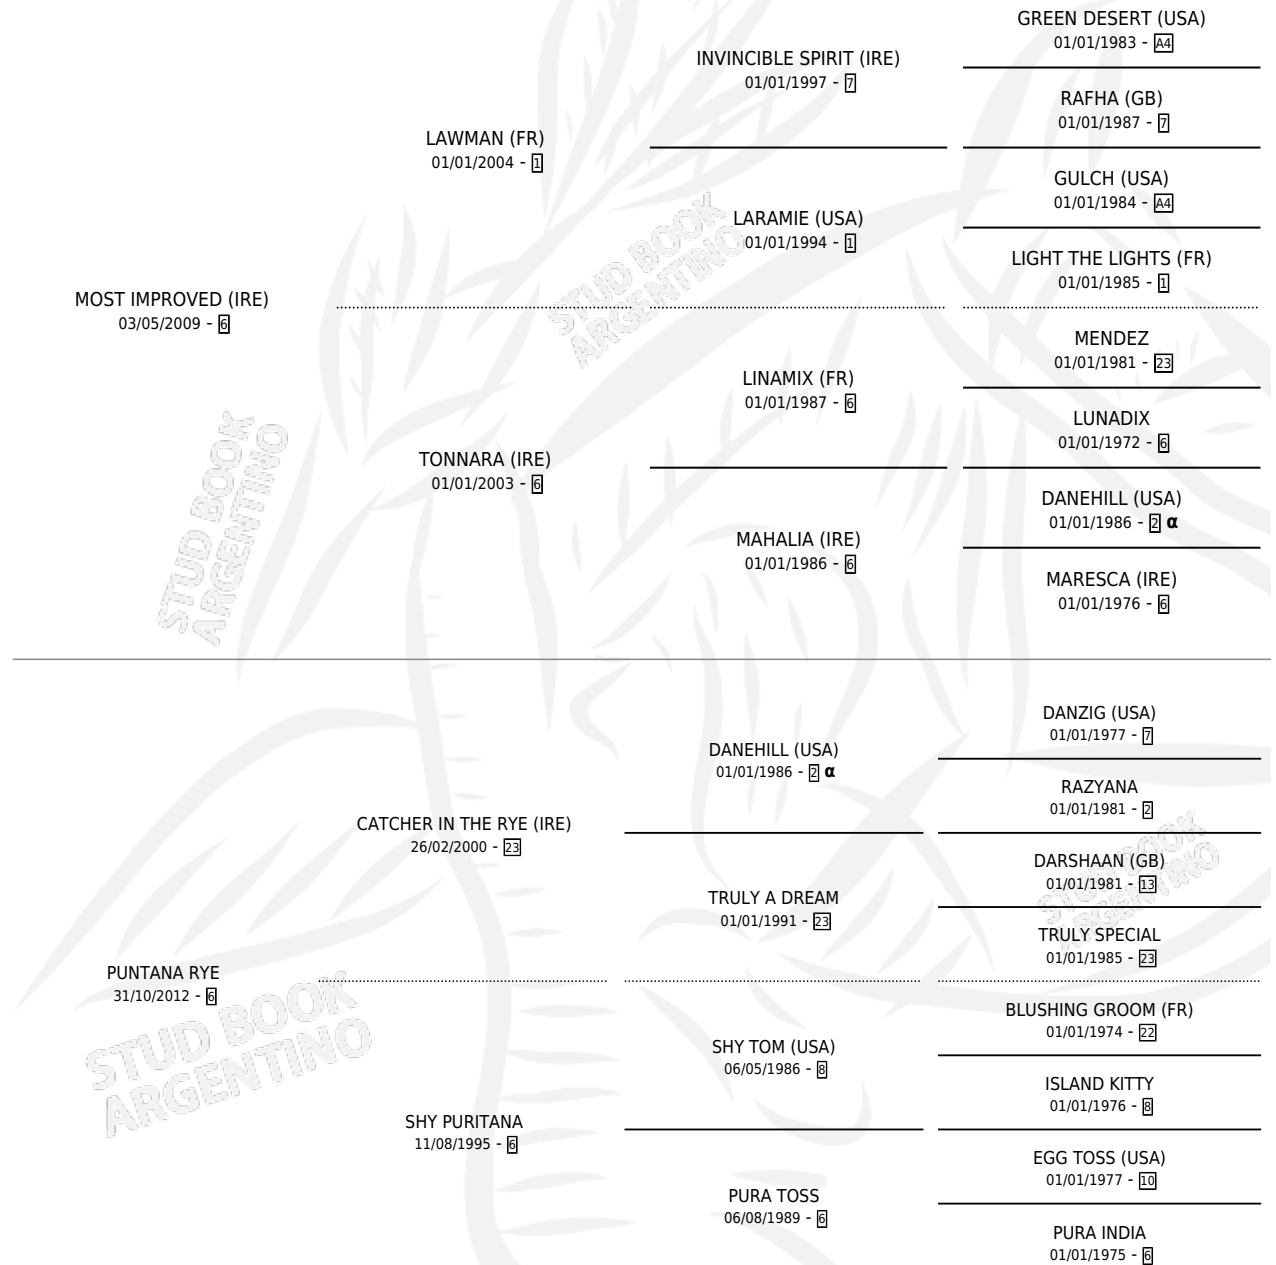 GREEN DESERT (USA)
01/01/1983 - A4
INVINCIBLE SPIRIT (IRE)
01/01/1997 - 7
RAFHA (GB)
01/01/1987 - 7
LAWMAN (FR)
01/01/2004 - 1
GULCH (USA)
01/01/1984 - A4
LARAMIE (USA)
01/01/1994 - 1
LIGHT THE LIGHTS (FR)
01/01/1985 - 1
MOST IMPROVED (IRE)
03/05/2009 - 6
MENDEZ
01/01/1981 - 23
LINAMIX (FR)
01/01/1987 - 6
LUNADIX
01/01/1972 - 6
TONNARA (IRE)
01/01/2003 - 6
DANEHILL (USA)
01/01/1986 - 2 α
MAHALIA (IRE)
01/01/1986 - 6
MARESCA (IRE)
01/01/1976 - 6
DANZIG (USA)
01/01/1977 - 7
DANEHILL (USA)
01/01/1986 - 2 α
RAZYANA
01/01/1981 - 2
CATCHER IN THE RYE (IRE)
26/02/2000 - 23
DARSHAAN (GB)
01/01/1981 - 13
TRULY A DREAM
01/01/1991 - 23
TRULY SPECIAL
01/01/1985 - 23
PUNTANA RYE
31/10/2012 - 6
BLUSHING GROOM (FR)
01/01/1974 - 22
SHY TOM (USA)
06/05/1986 - 8
ISLAND KITTY
01/01/1976 - 8
SHY PURITANA
11/08/1995 - 6
EGG TOSS (USA)
01/01/1977 - 10
PURA TOSS
06/08/1989 - 6
PURA INDIA
01/01/1975 - 6
STUD BOOK
ARGENTINO
STUD BOOK
ARGENTINO
STUD BOOK
ARGENTINO
STUD BOOK
ARGENTINO